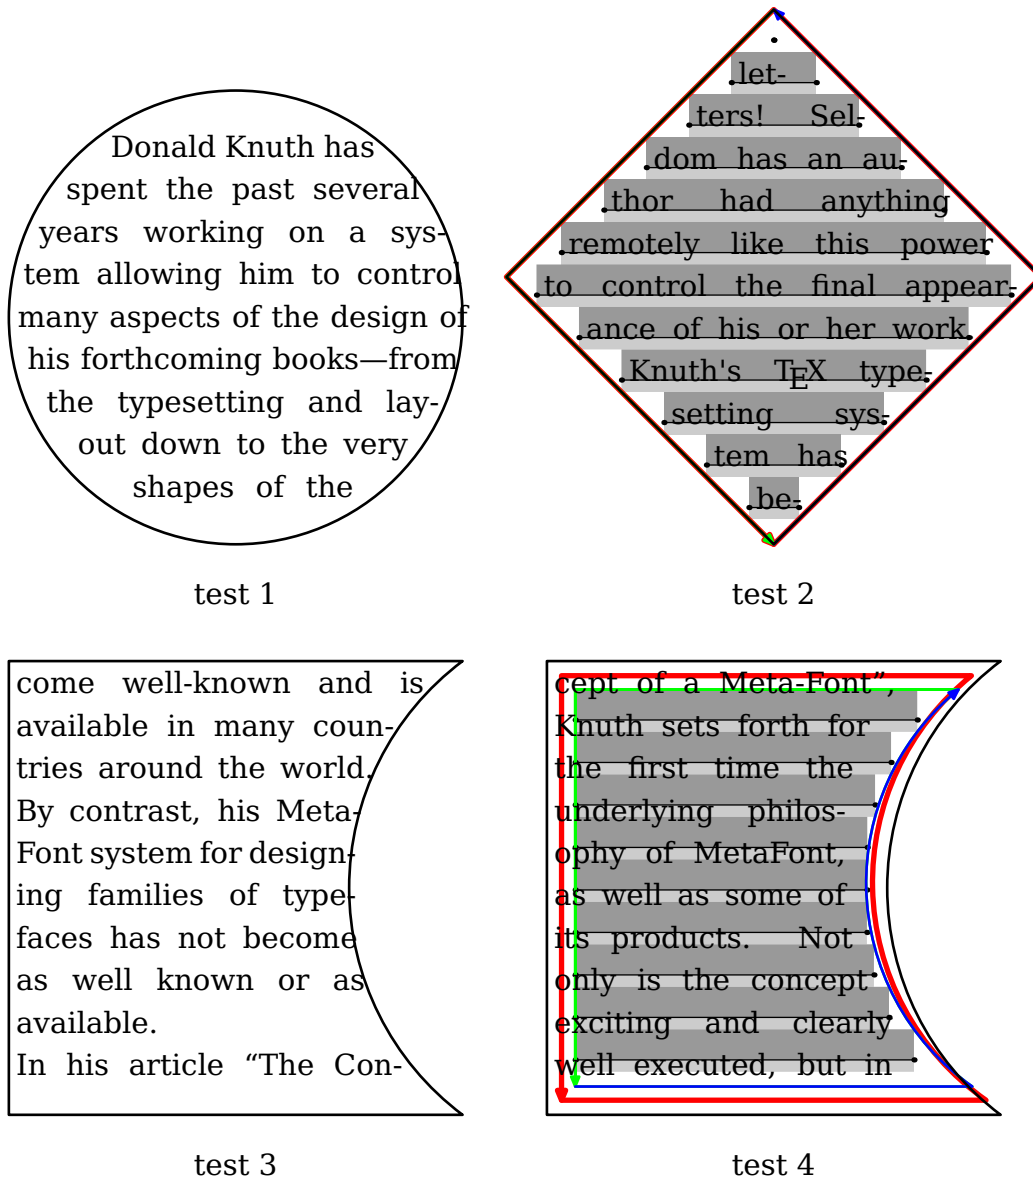 Donald Knuth has
spent the past several
years working on a sys-
tem allowing him to control
many aspects of the design of
his forthcoming books—from
the typesetting and lay-
out down to the very
shapes of the
test 1
let-
ters! Sel-
dom has an au-
thor had anything
remotely like this power
to control the final appear-
ance of his or her work
Knuth's TEX type-
setting sys-
tem has
be-
test 2
come well-known and is
available in many coun-
tries around the world.
By contrast, his Meta-
Font system for design-
ing families of type-
faces has not become
as well known or as
available.
In his article “The Con-
test 3
cept of a Meta-Font”,
Knuth sets forth for
the first time the
underlying philos-
ophy of MetaFont,
as well as some of
its products. Not
only is the concept
exciting and clearly
well executed, but in
test 4